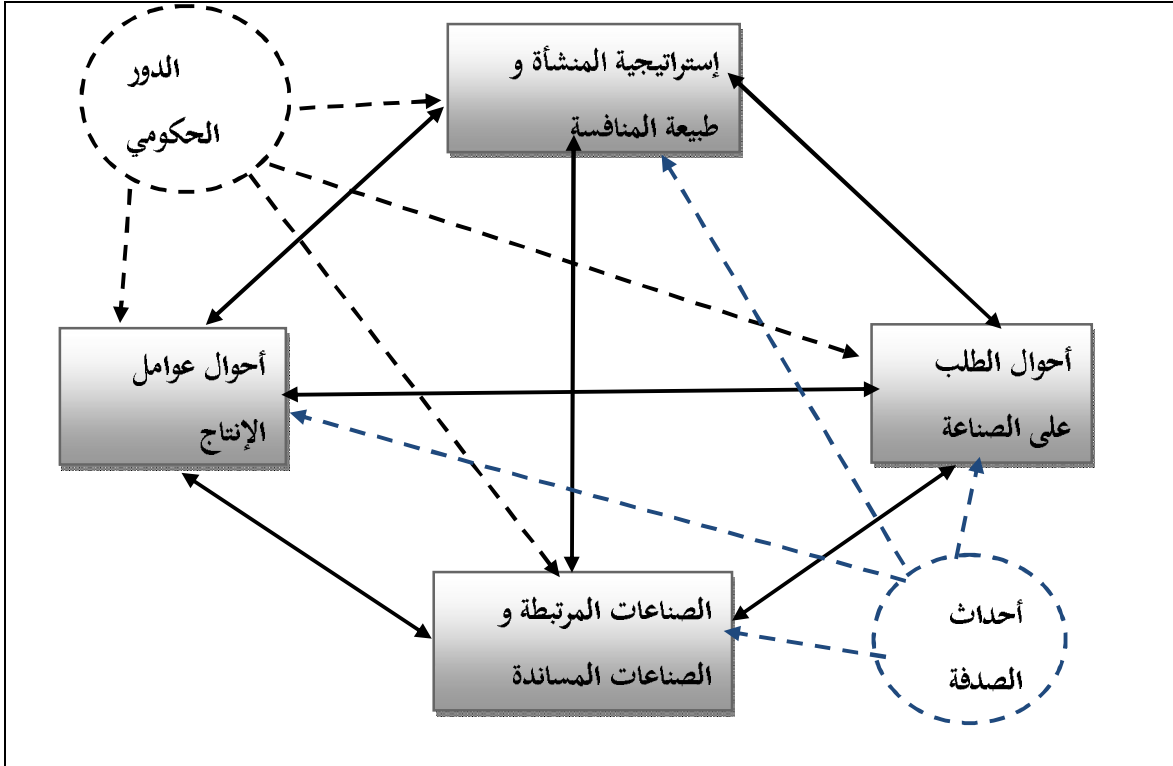 إستراتيجية المنشأة و
طبيعة المنافسة
الدور
الحكومي
أحوال الطلب
على الصناعة
أحوال عوامل
الإنتاج
الصناعات المرتبطة و
الصناعات المساندة
أحداث
الصدفة